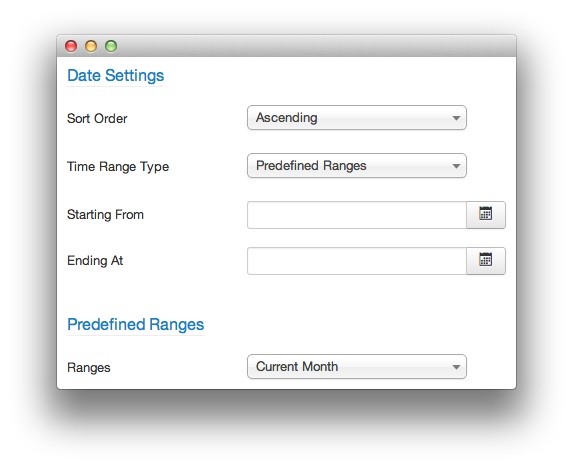 Date Settings
Sort Order Ascending
Time Range Type Predefined Ranges
Starting From
Ending At
Predefined Ranges
Ranges Current Month